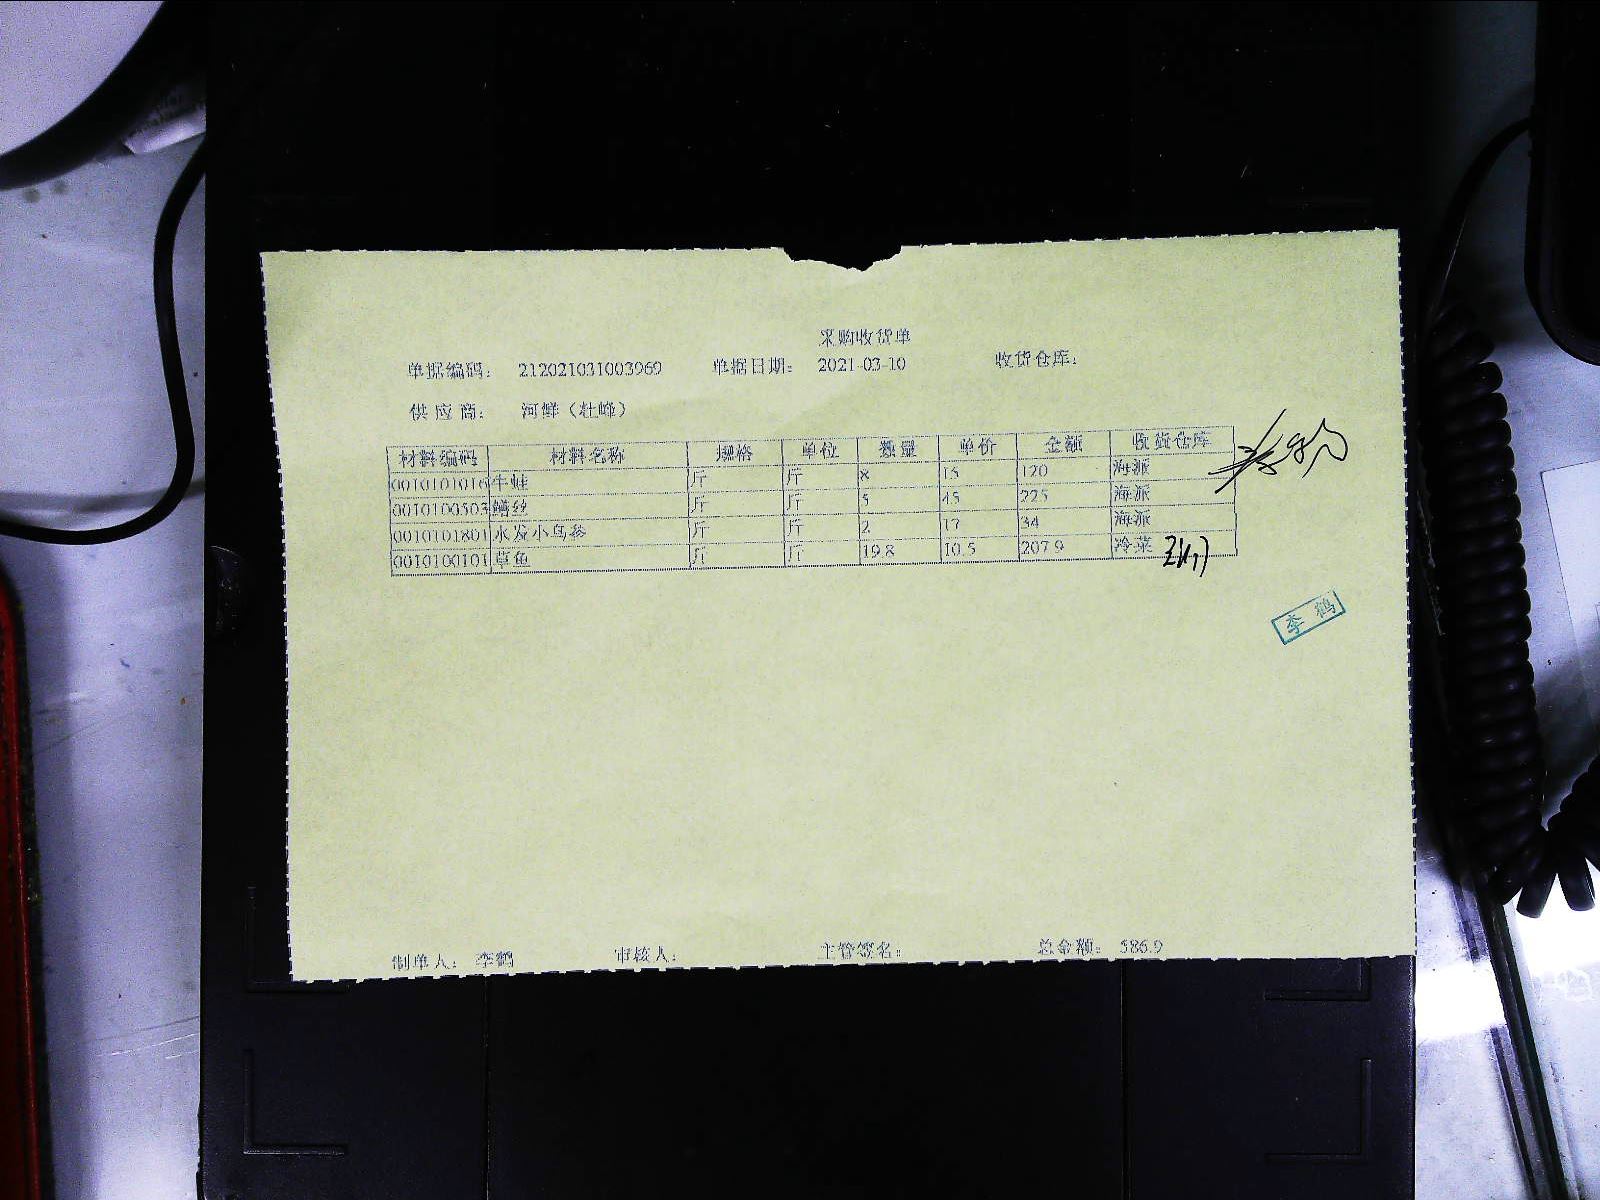 采购收货单
单据编码： 212021031003969 单据日期： 2021-03-10 收货仓库：
供应商： 河鲜（壮峰）
材料编码 材料名称 规格 单位 数量 单价 金额 收货仓库
0010101016 牛蛙 斤 斤 8 15 120 海派
0010100503 鳝丝 斤 斤 5 45 225 海派
0010101801 水发小乌参 斤 斤 2 17 34 海派
0010100101 草鱼 斤 斤 19.8 10.5 207.9 冷菜
李鹤
制单人： 李鹤 审核人： 主管签名： 总金额： 586.9